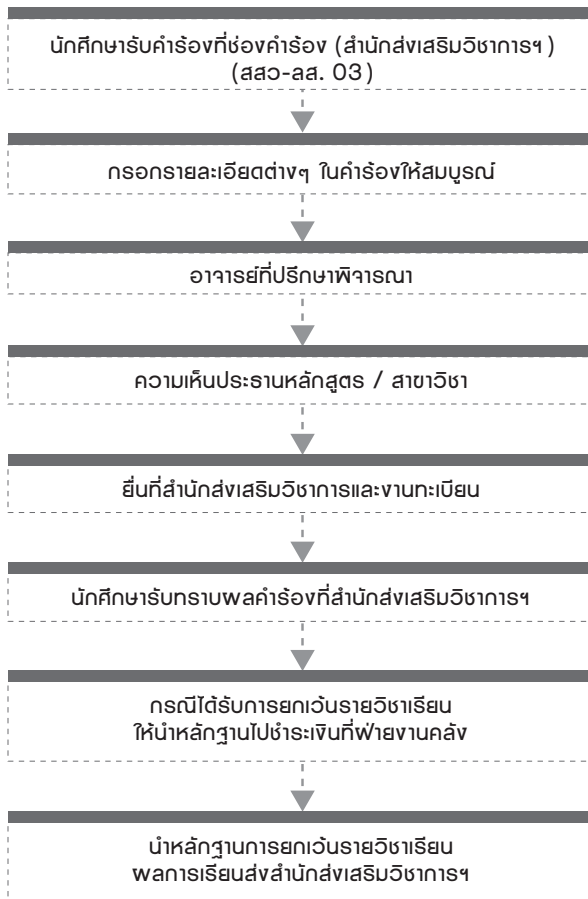 นักศึกษารับคำร้องที่ช่องคำร้อง (สำนักส่งเสริมวิชาการฯ)
(สสว-ลส. 03)
กรอกรายละเอียดต่างๆ ในคำร้องให้สมบูรณ์
อาจารย์ที่ปรึกษาพิจารณา
ความเห็นประธานหลักสูตร / สาขาวิชา
ยื่นที่สำนักส่งเสริมวิชาการและงานทะเบียน
นักศึกษารับทราบผลคำร้องที่สำนักส่งเสริมวิชาการฯ
กรณีได้รับการยกเว้นรายวิชาเรียน
ให้นำหลักฐานไปชำระเงินที่ฝ่ายงานคลัง
นำหลักฐานการยกเว้นรายวิชาเรียน
ผลการเรียนส่งสำนักส่งเสริมวิชาการฯ